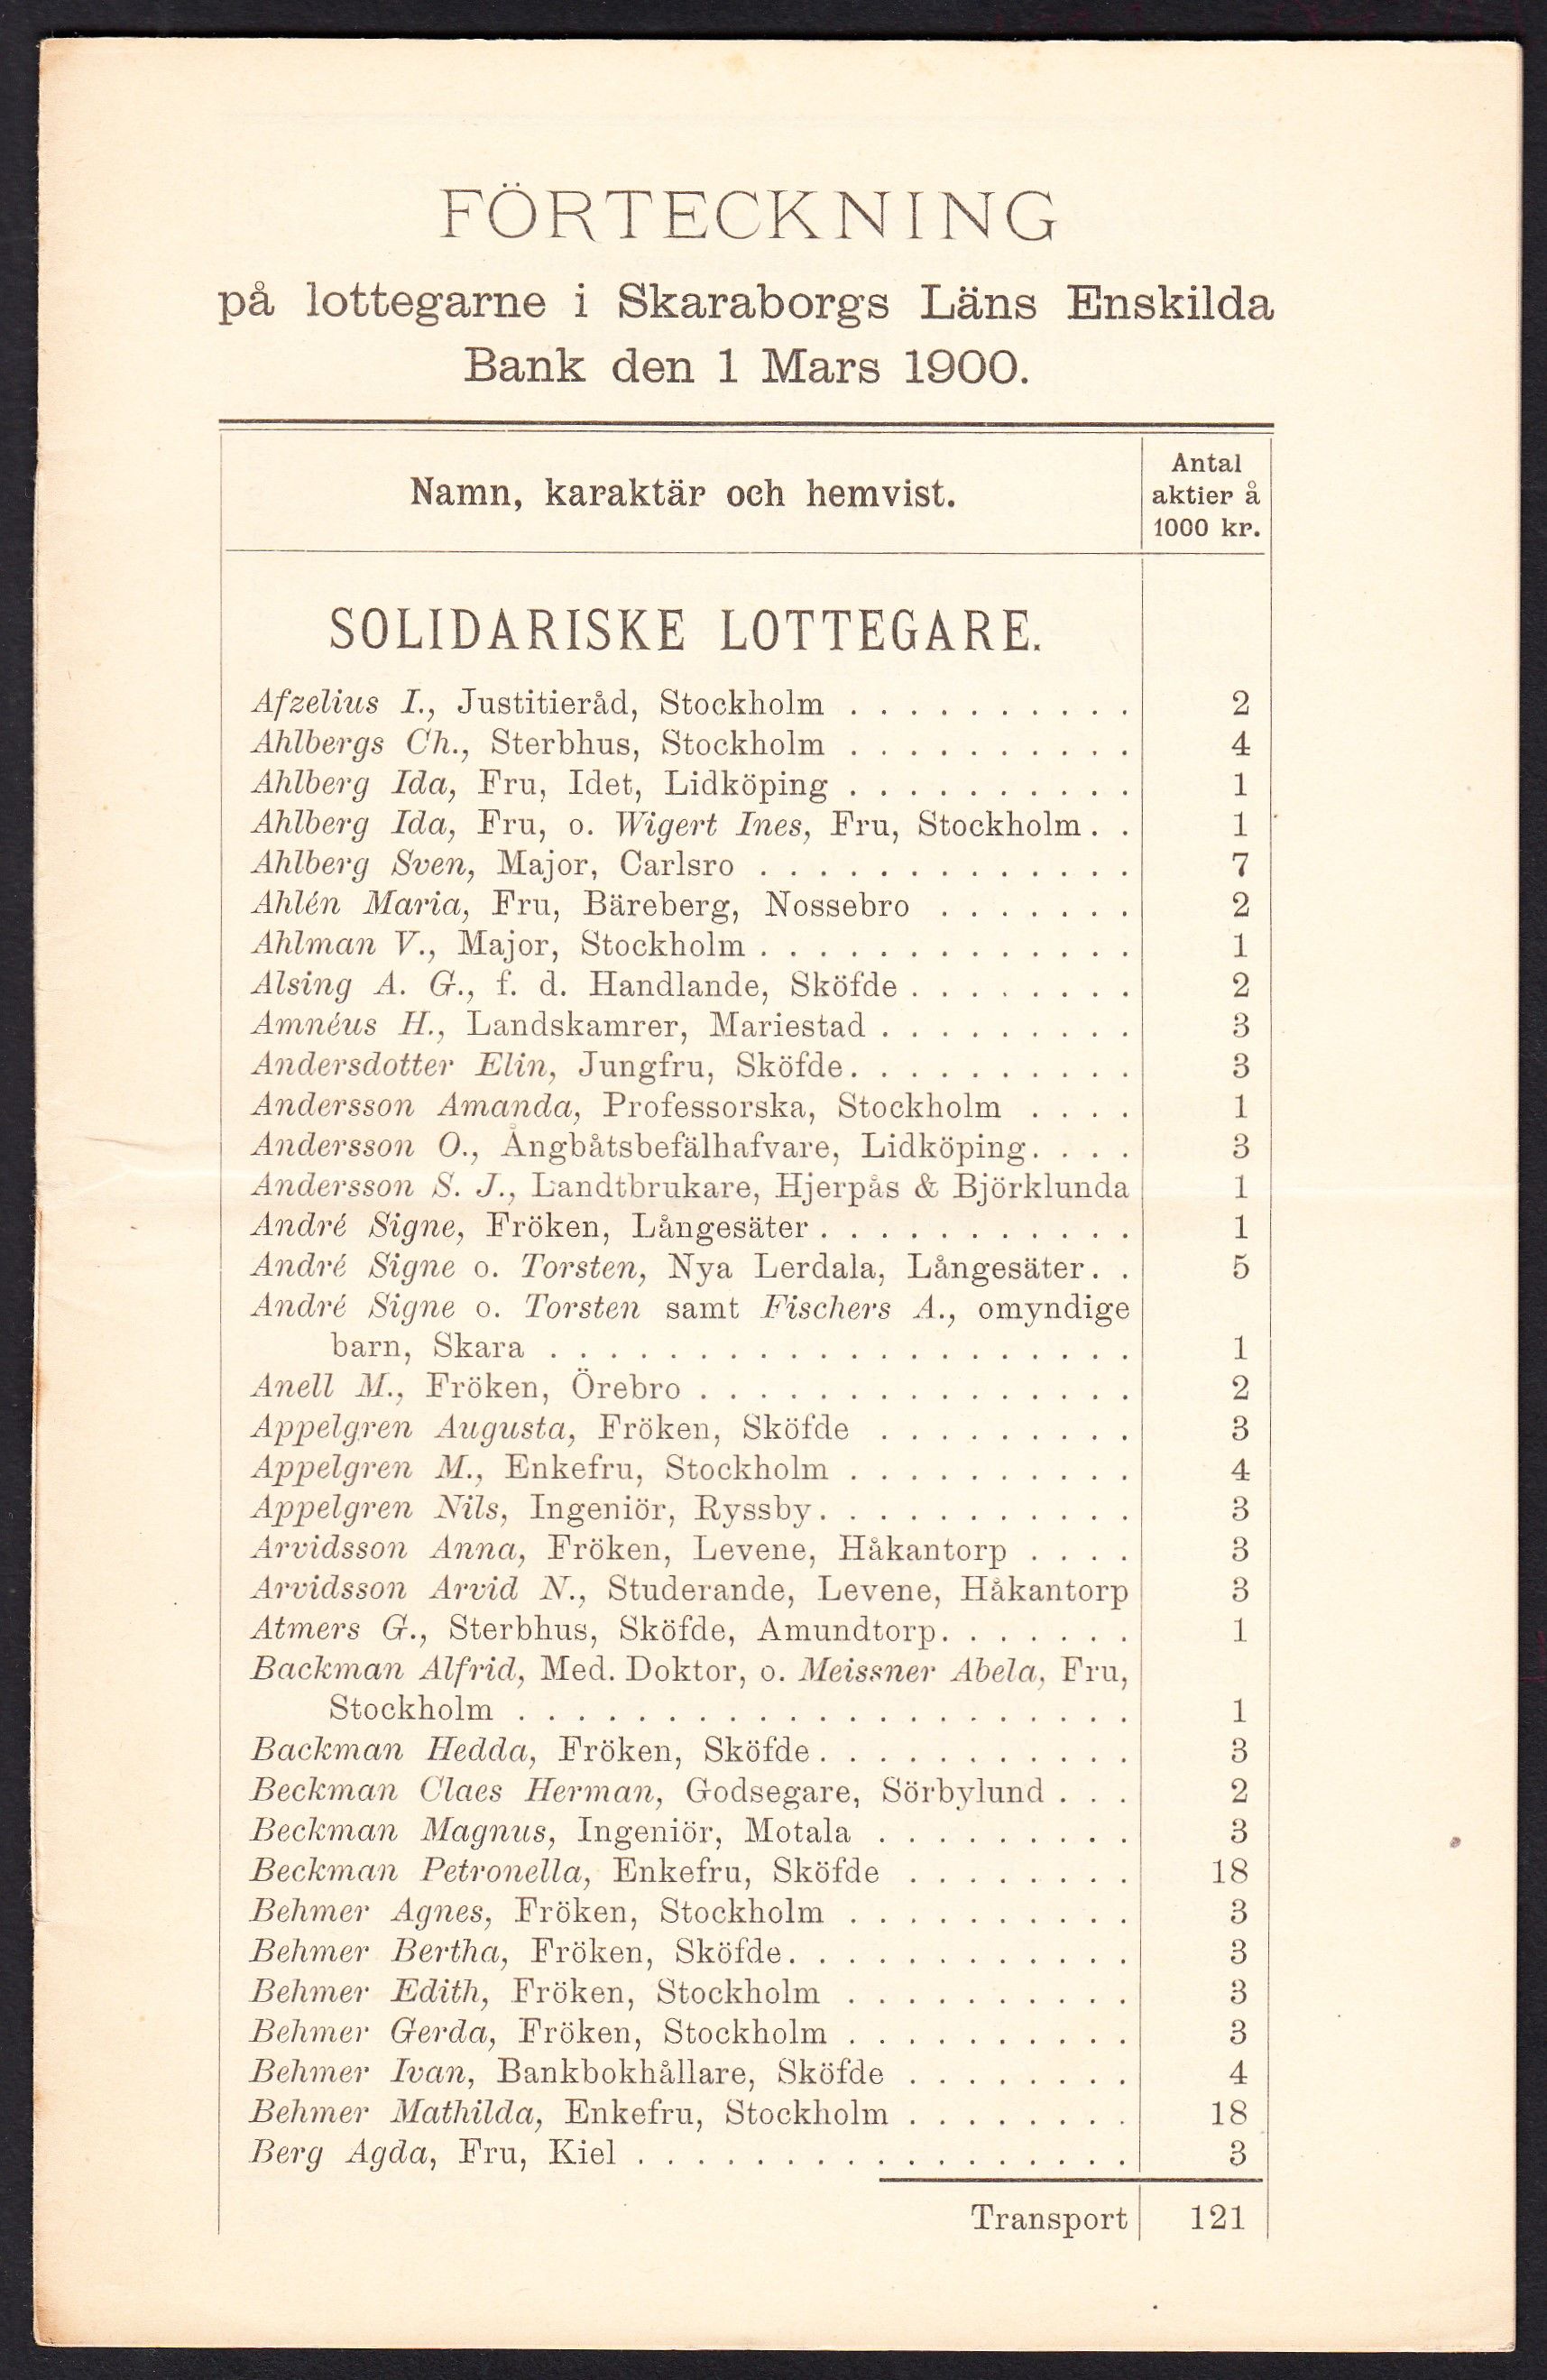 FÖRTECKNING
på lottegarne i Skaraborgs Läns Enskilda
Bank den 1 Mars 1900.
Namn, karaktär och hemvist.
Antal
aktier å
1000 kr.
SOLIDARISKE LOTTEGARE.
Afzelius I., Justitieråd, Stockholm . . . . . . . . . . 2
Ahlbergs Ch., Sterbhus, Stockholm . . . . . . . . . . 4
Ahlberg Ida, Fru, Idet, Lidköping . . . . . . . . . . 1
Ahlberg Ida, Fru, o. Wigert Ines, Fru, Stockholm . . 1
Ahlberg Sven, Major, Carlsro . . . . . . . . . . . . . 7
Ahlén Maria, Fru, Bäreberg, Nossebro . . . . . . . 2
Ahlman V., Major, Stockholm . . . . . . . . . . . . . 1
Alsing A. G., f. d. Handlande, Sköfde . . . . . . . . 2
Amnéus H., Landskamrer, Mariestad . . . . . . . . . 3
Andersdotter Elin, Jungfru, Sköfde. . . . . . . . . . 3
Andersson Amanda, Professorska, Stockholm . . . . 1
Andersson O., Ångbåtsbefälhafvare, Lidköping. . . . 3
Andersson S. J., Landtbrukare, Hjerpås & Björklunda 1
André Signe, Fröken, Långesäter . . . . . . . . . . . 1
André Signe o. Torsten, Nya Lerdala, Långesäter. . 5
André Signe o. Torsten samt Fischers A., omyndige
barn, Skara . . . . . . . . . . . . . . . . . . . . 1
Anell M., Fröken, Örebro . . . . . . . . . . . . . . . 2
Appelgren Augusta, Fröken, Sköfde . . . . . . . . . 3
Appelgren M., Enkefru, Stockholm . . . . . . . . . . 4
Appelgren Nils, Ingeniör, Ryssby. . . . . . . . . . . 3
Arvidsson Anna, Fröken, Levene, Håkantorp . . . . 3
Arvidsson Arvid N., Studerande, Levene, Håkantorp 3
Atmers G., Sterbhus, Sköfde, Amundtorp. . . . . . . 1
Backman Alfrid, Med. Doktor, o. Meissner Abela, Fru,
Stockholm . . . . . . . . . . . . . . . . . . . . . 1
Backman Hedda, Fröken, Sköfde. . . . . . . . . . . 3
Beckman Claes Herman, Godsegare, Sörbylund . . . 2
Beckman Magnus, Ingeniör, Motala . . . . . . . . . 3
Beckman Petronella, Enkefru, Sköfde . . . . . . . . 18
Behmer Agnes, Fröken, Stockholm . . . . . . . . . . 3
Behmer Bertha, Fröken, Sköfde. . . . . . . . . . . . 3
Behmer Edith, Fröken, Stockholm . . . . . . . . . . 3
Behmer Gerda, Fröken, Stockholm . . . . . . . . . . 3
Behmer Ivan, Bankbokhållare, Sköfde . . . . . . . . 4
Behmer Mathilda, Enkefru, Stockholm . . . . . . . . 18
Berg Agda, Fru, Kiel . . . . . . . . . . . . . . . . . 3
Transport 121